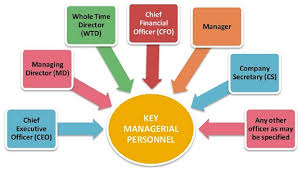 Whole Time
Director
(WTD)
Chief
Financial
Officer (CFO)
Manager
Managing
Director (MD)
Company
Secretary (CS)
Chief
Executive
Officer (CEO)
KEY
MANAGERIAL
PERSONNEL
Any other
officer as may
be specified